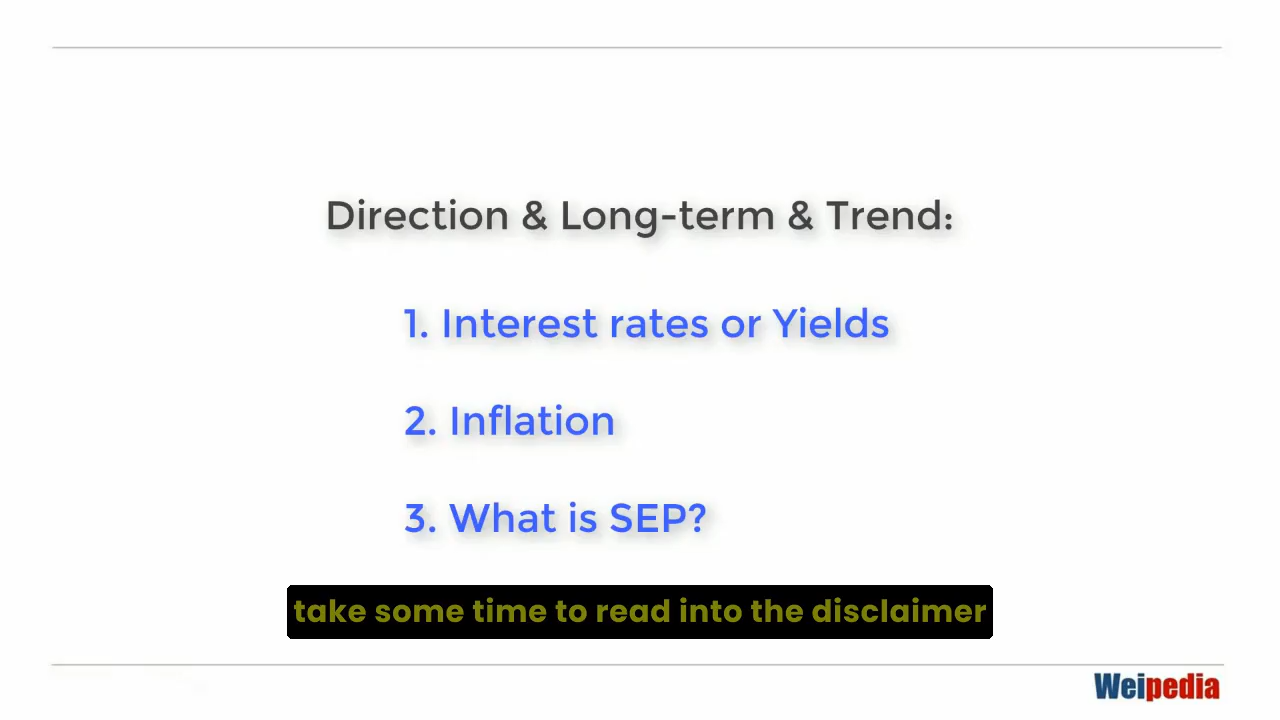 Direction & Long-term & Trend:
1. Interest rates or Yields
2. Inflation
3. What is SEP?
take some time to read into the disclaimer
Weipedia